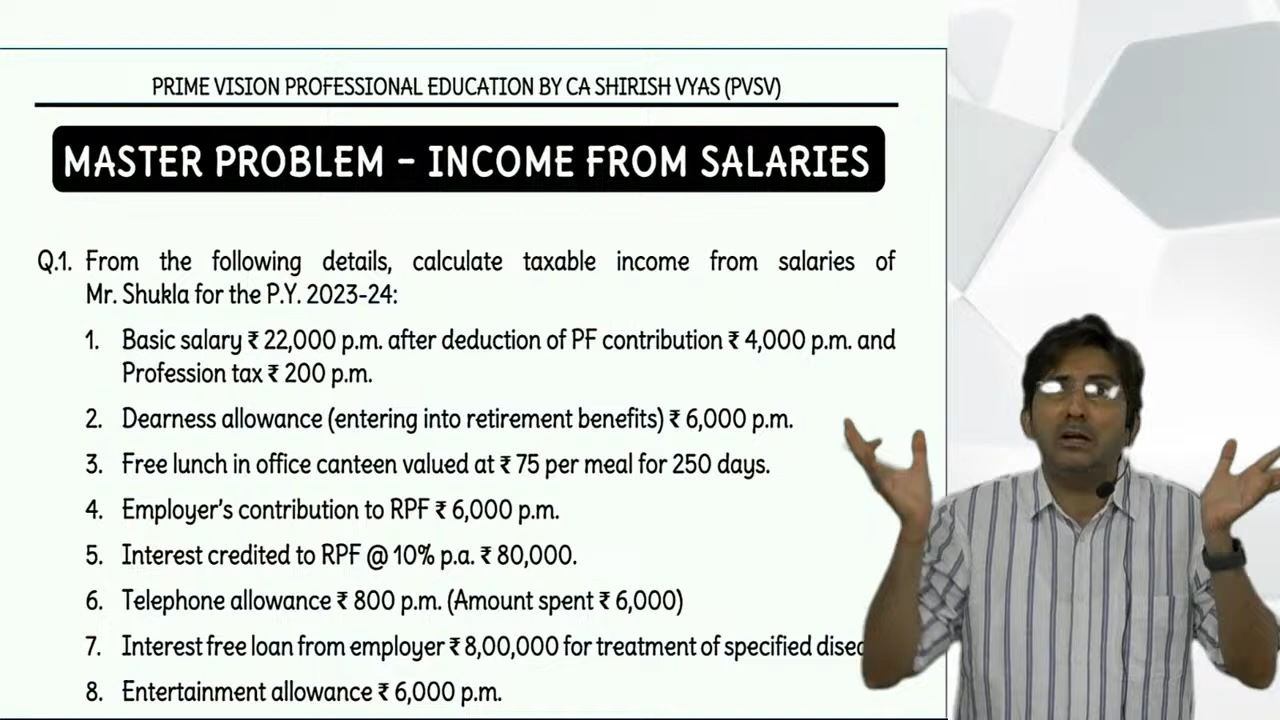 PRIME VISION PROFESSIONAL EDUCATION BY CA SHIRISH VYAS (PVSV)
MASTER PROBLEM – INCOME FROM SALARIES
Q.1. From the following details, calculate taxable income from salaries of
Mr. Shukla for the P.Y. 2023-24:
1. Basic salary ₹ 22,000 p.m. after deduction of PF contribution ₹ 4,000 p.m. and
Profession tax ₹ 200 p.m.
2. Dearness allowance (entering into retirement benefits) ₹ 6,000 p.m.
3. Free lunch in office canteen valued at ₹ 75 per meal for 250 days.
4. Employer's contribution to RPF ₹ 6,000 p.m.
5. Interest credited to RPF @ 10% p.a. ₹ 80,000.
6. Telephone allowance ₹ 800 p.m. (Amount spent ₹ 6,000)
7. Interest free loan from employer ₹ 8,00,000 for treatment of specified
8. Entertainment allowance ₹ 6,000 p.m.